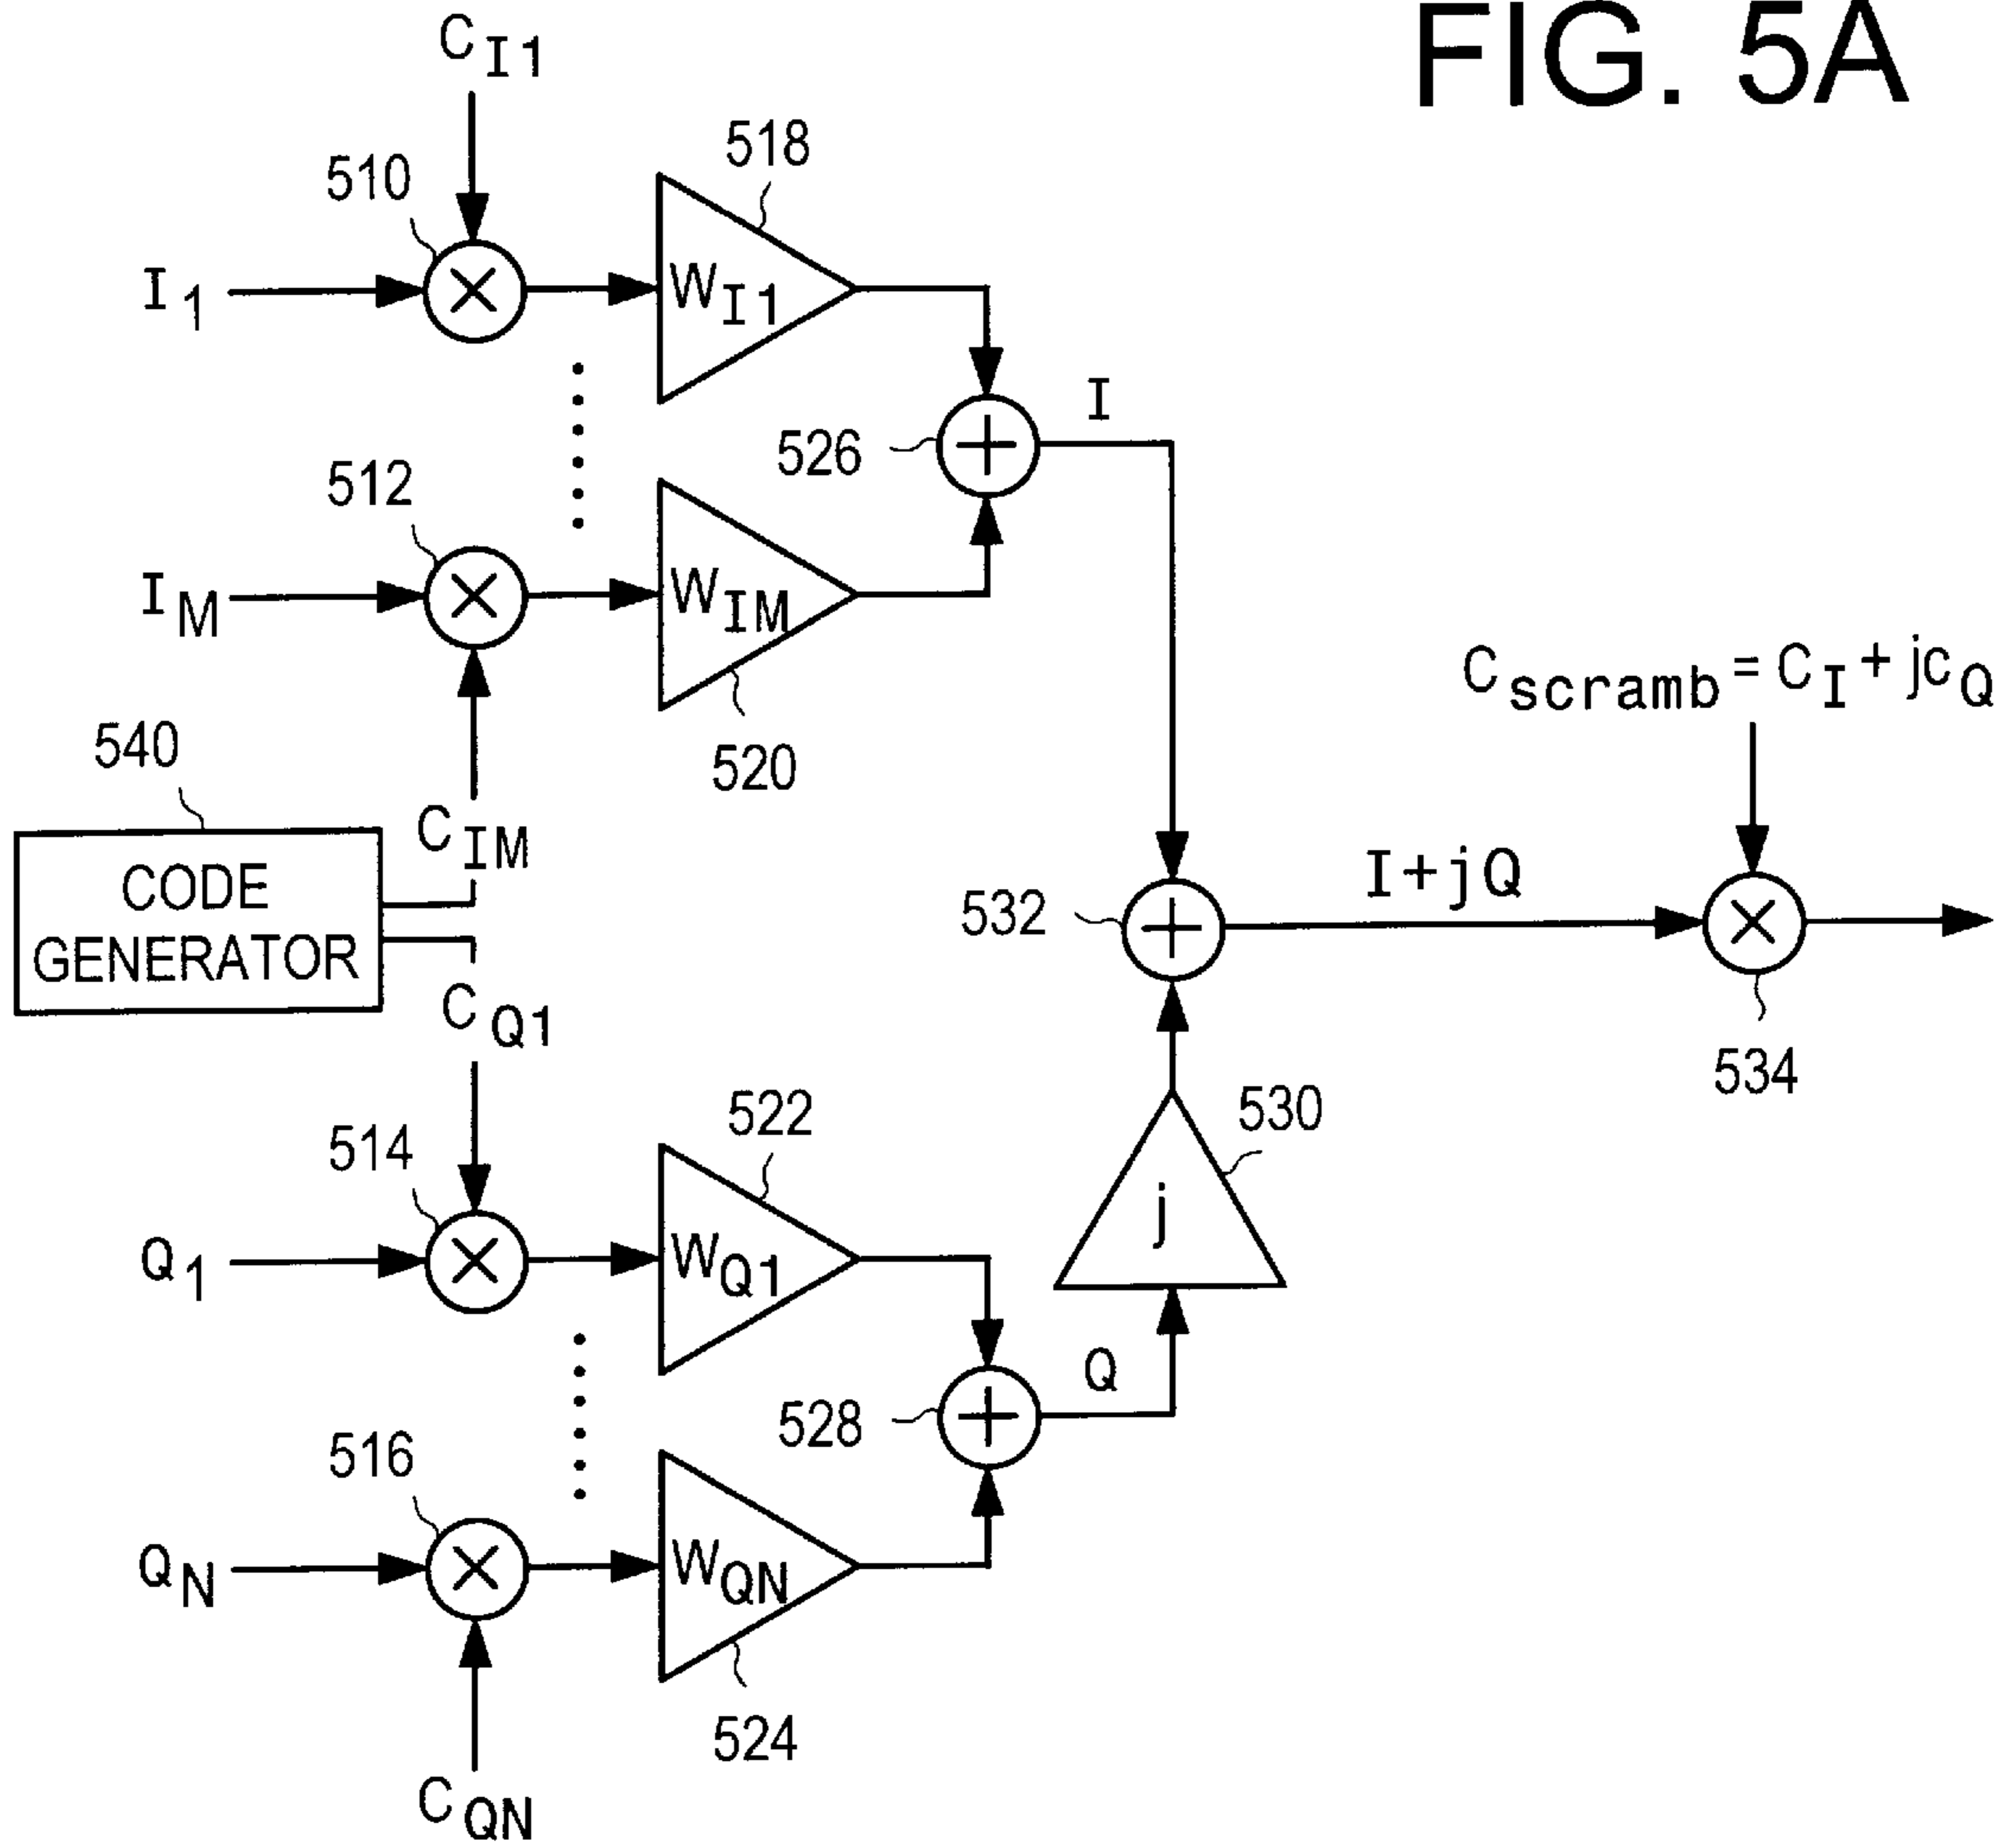 FIG. 5A
C I1
510
518
I 1
W I1
I
526
512
I M
W IM
C scramb = C I + jc Q
540
520
C IM
CODE
GENERATOR
I+jQ
532
C Q1
534
530
522
514
j
Q 1
W Q1
Q
528
516
Q N
W QN
524
C QN